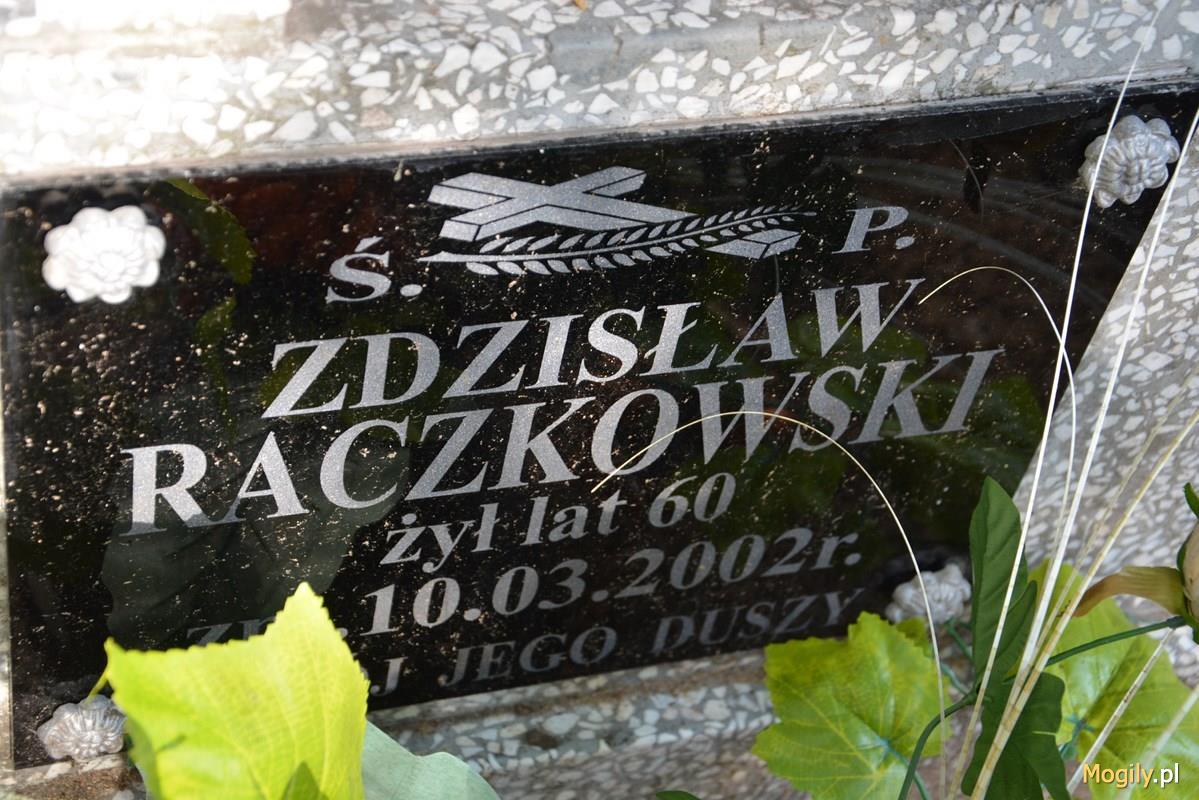 Ś. P.
ZDZISŁAW
RACZKOWSKI
żył lat 60
10.03.2002r.
JEGO DUSZY
Mogily.pl